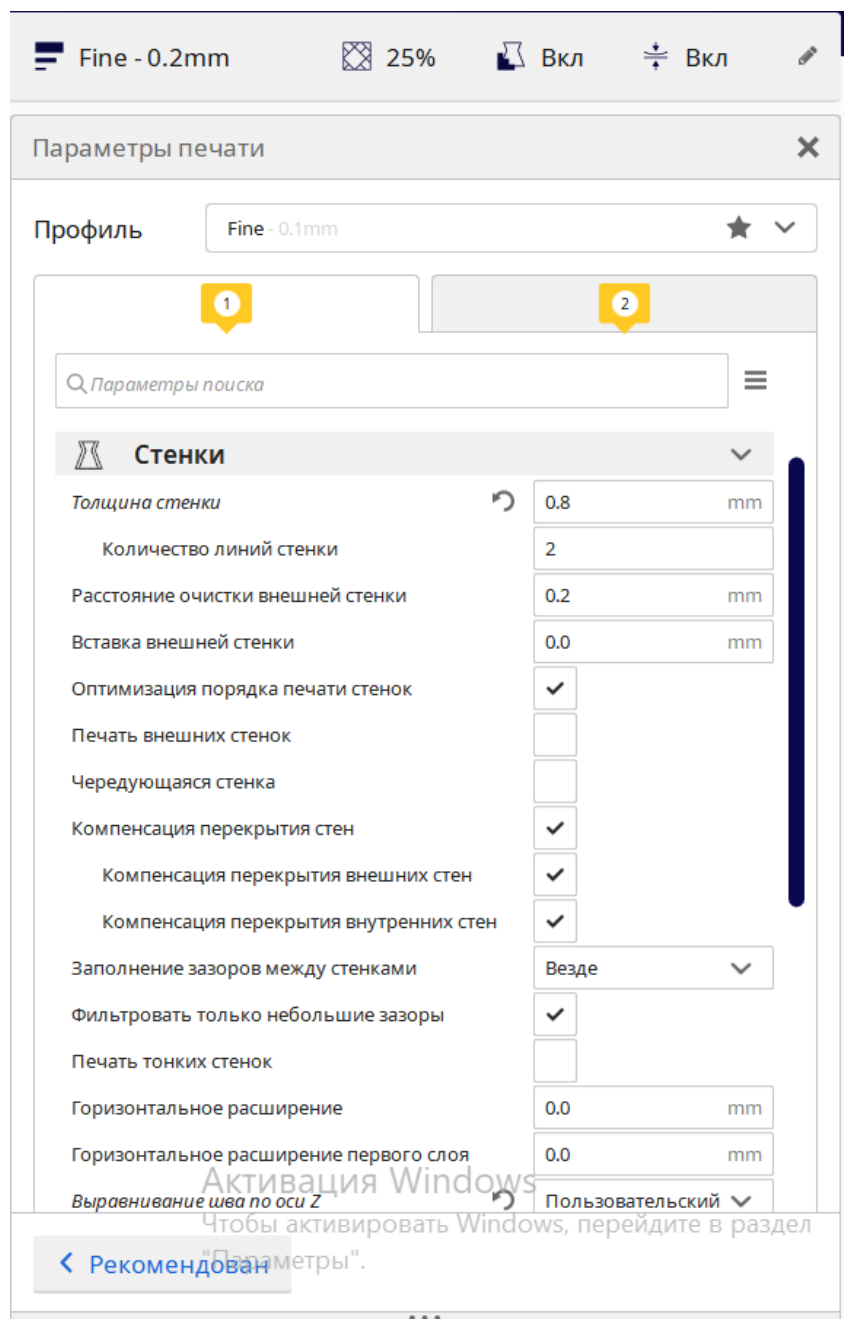 Fine - 0.2mm 25% Вкл Вкл
Параметры печати
Профиль Fine - 0.1mm
1 2
Параметры поиска
Стенки
Толщина стенки 0.8 mm
Количество линий стенки 2
Расстояние очистки внешней стенки 0.2 mm
Вставка внешней стенки 0.0 mm
Оптимизация порядка печати стенок
Печать внешних стенок
Чередующаяся стенка
Компенсация перекрытия стен
Компенсация перекрытия внешних стен
Компенсация перекрытия внутренних стен
Заполнение зазоров между стенками Везде
Фильтровать только небольшие зазоры
Печать тонких стенок
Горизонтальное расширение 0.0 mm
Горизонтальное расширение первого слоя 0.0 mm
Активация Windows
Выравнивание шва по оси Z Пользовательский
Чтобы активировать Windows, перейдите в раздел
"Параметры".
Рекомендован